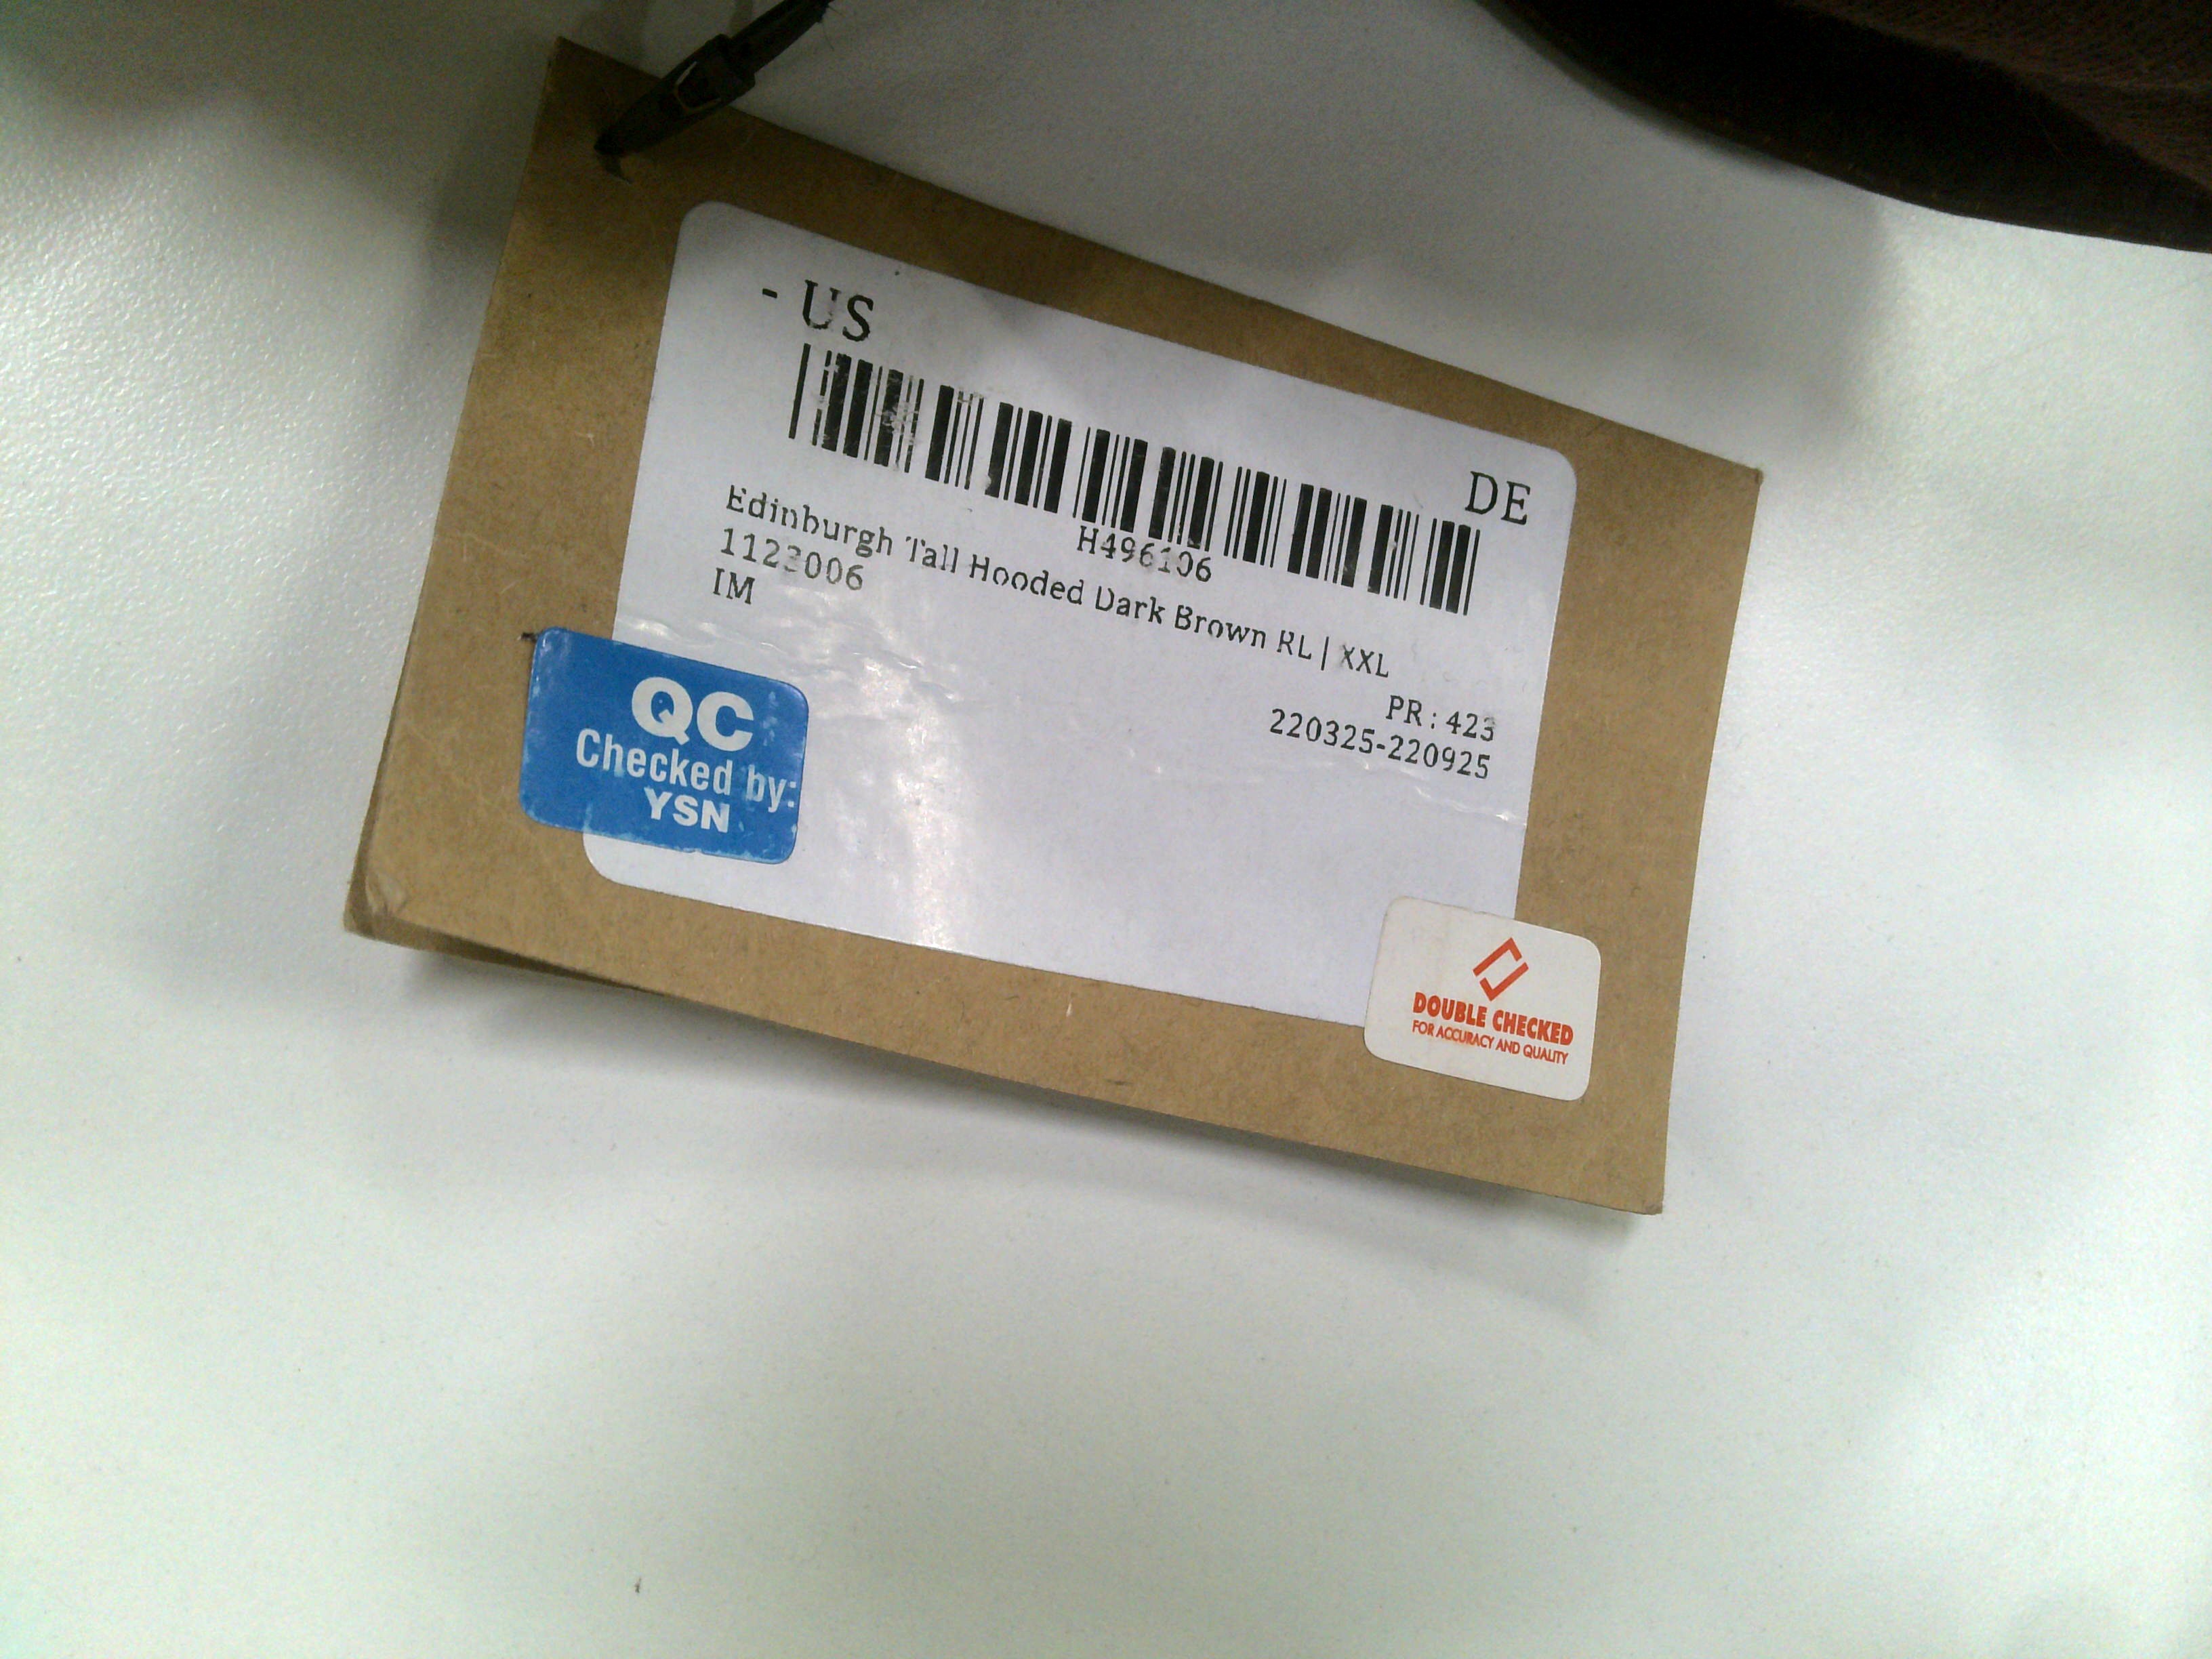 - US
DE
H496106
Edinburgh Tall Hooded Dark Brown RL | XXL
1123006
IM
PR : 423
220325-220925
QC
Checked by:
YSN
DOUBLE CHECKED
FOR ACCURACY AND QUALITY